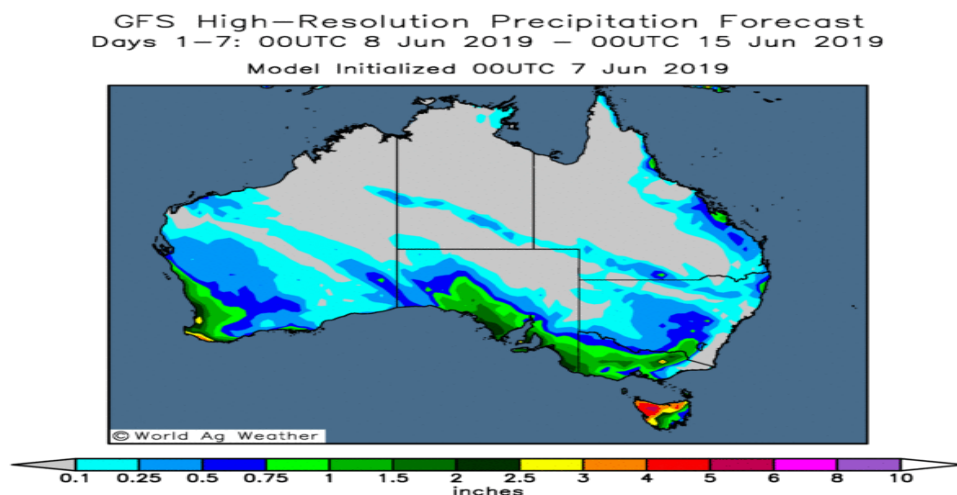 GFS High-Resolution Precipitation Forecast
Days 1-7: 00UTC 8 Jun 2019 - 00UTC 15 Jun 2019
Model Initialized 00UTC 7 Jun 2019
© World Ag Weather
0.1 0.25 0.5 0.75 1 1.5 2 2.5 3 4 5 6 8 10
inches